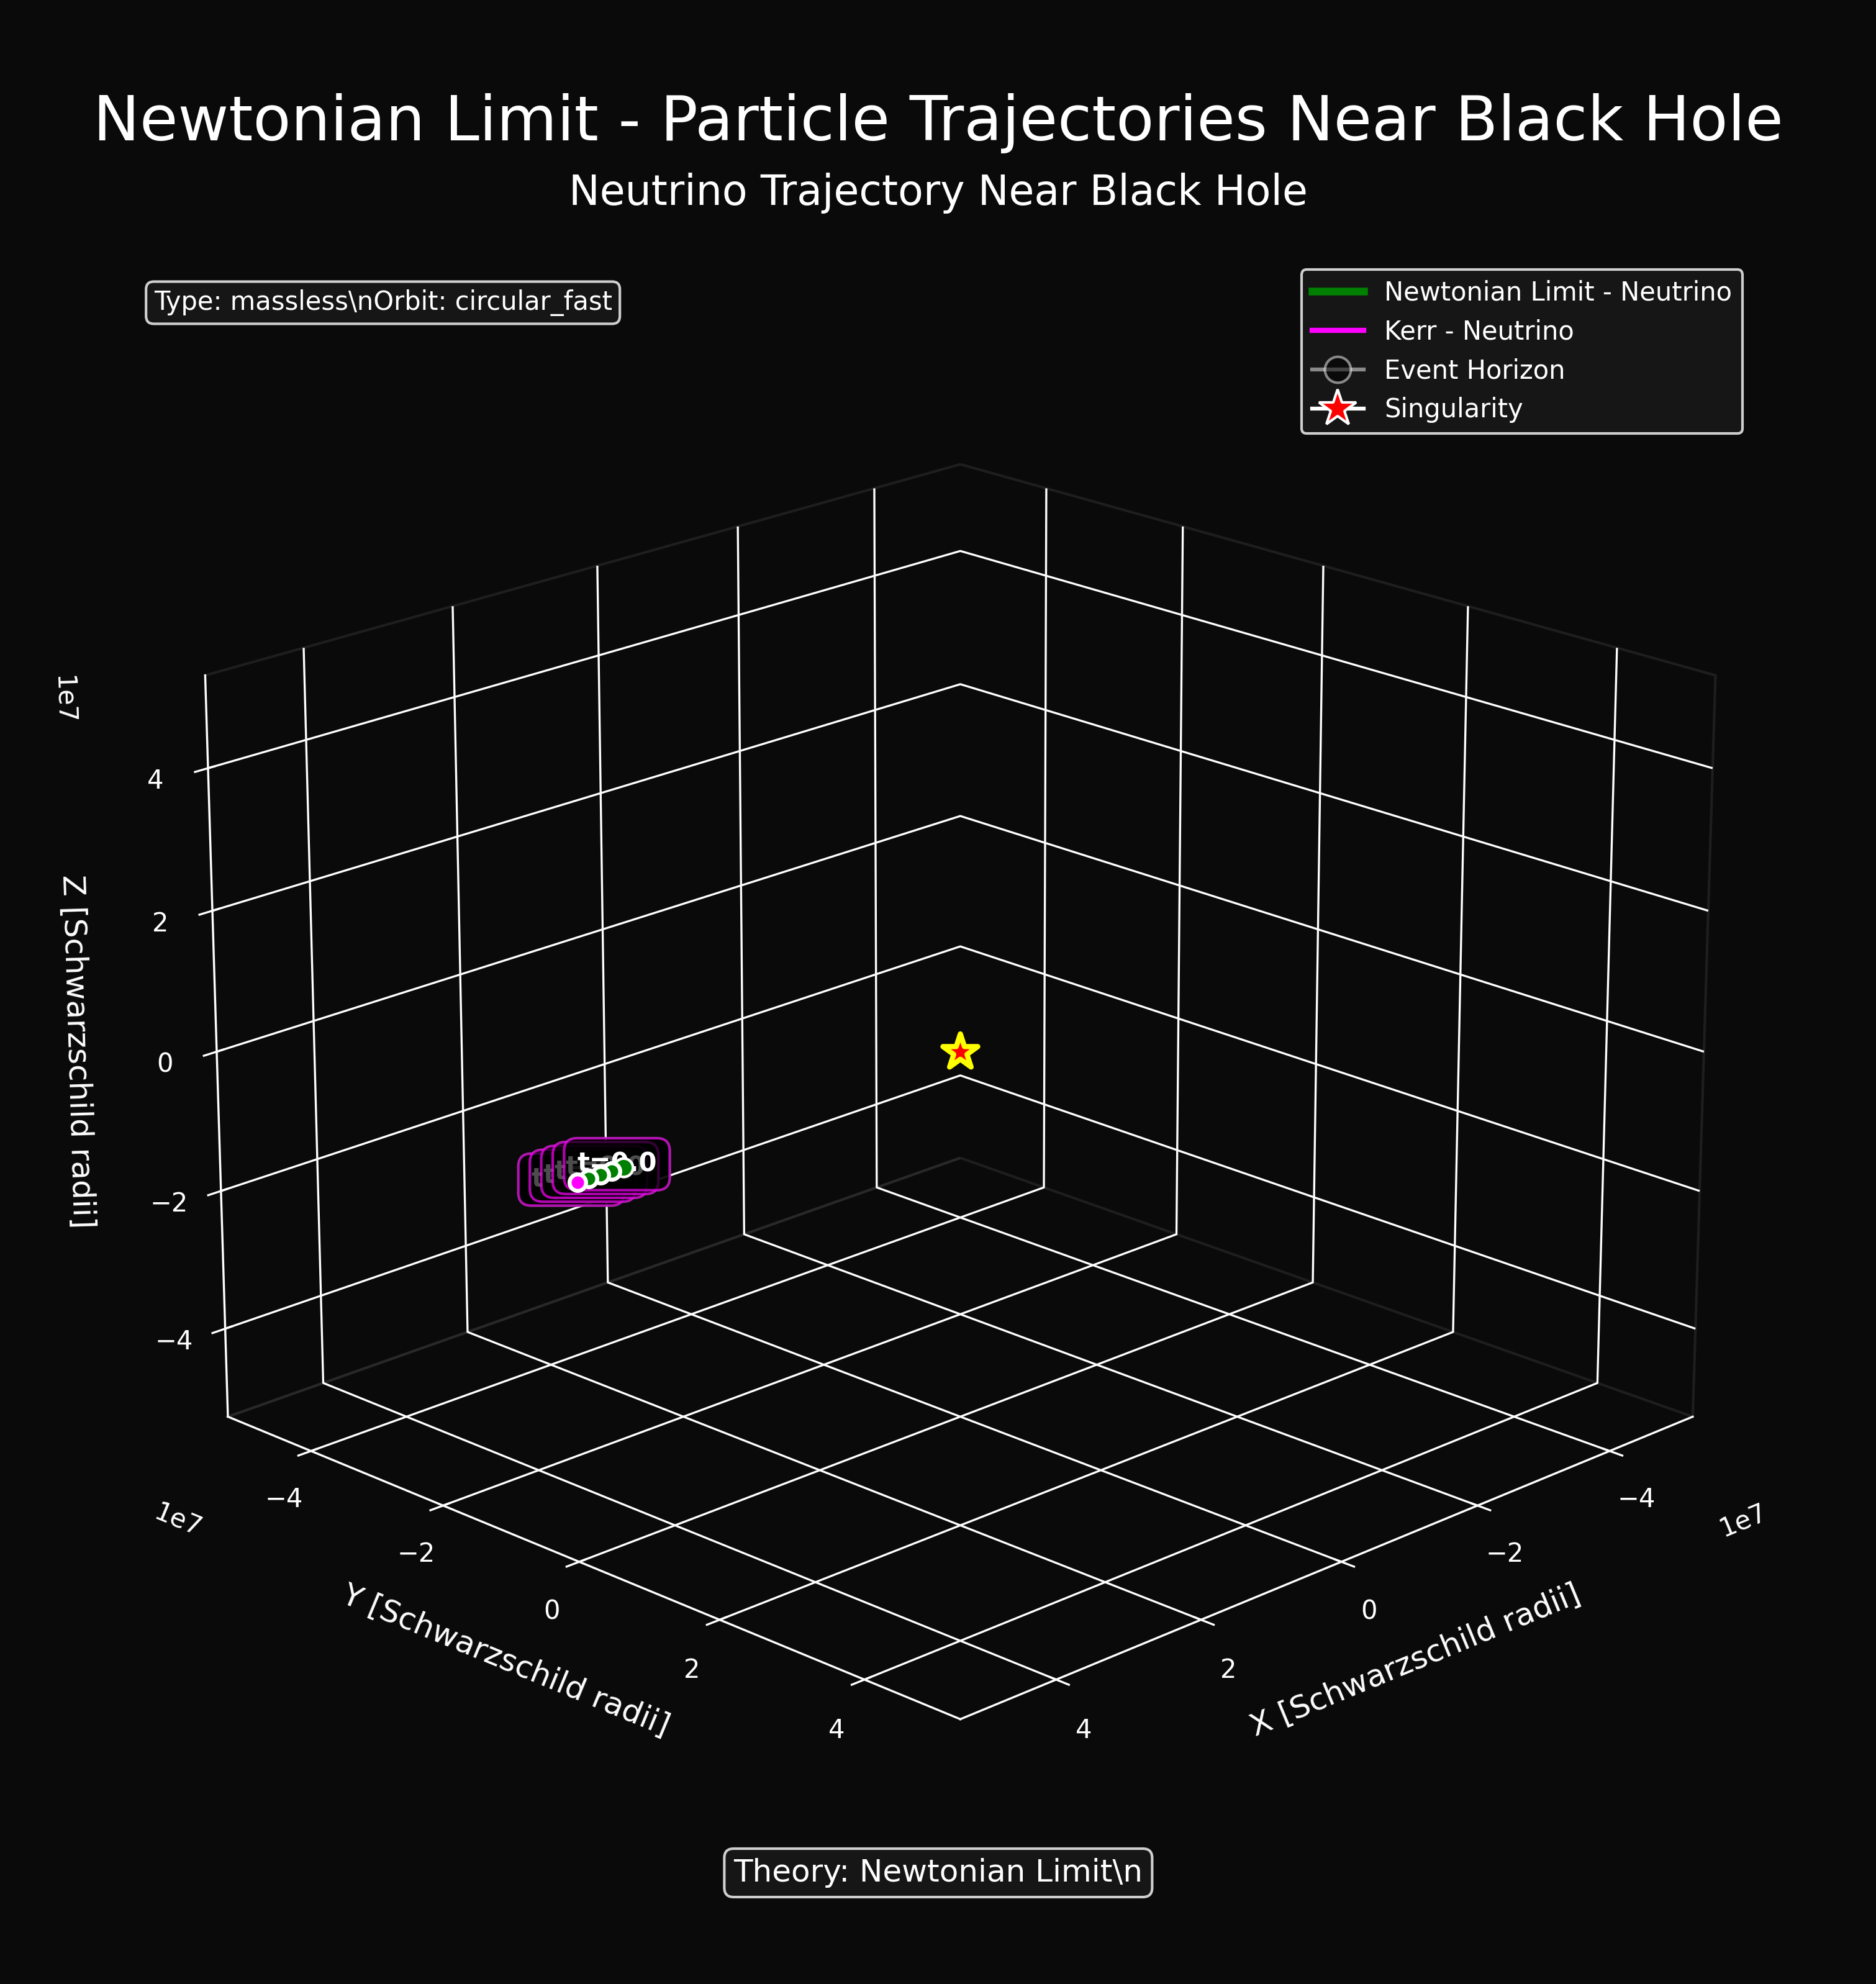 Newtonian Limit - Particle Trajectories Near Black Hole
Neutrino Trajectory Near Black Hole
Type: massless\nOrbit: circular_fast
Newtonian Limit - Neutrino
Kerr - Neutrino
Event Horizon
Singularity
1e7
4
2
0
−2
−4
Z [Schwarzschild radii]
1e7
−4
−2
0
2
4
Y [Schwarzschild radii]
4
2
0
−2
−4
1e7
X [Schwarzschild radii]
Theory: Newtonian Limit\n